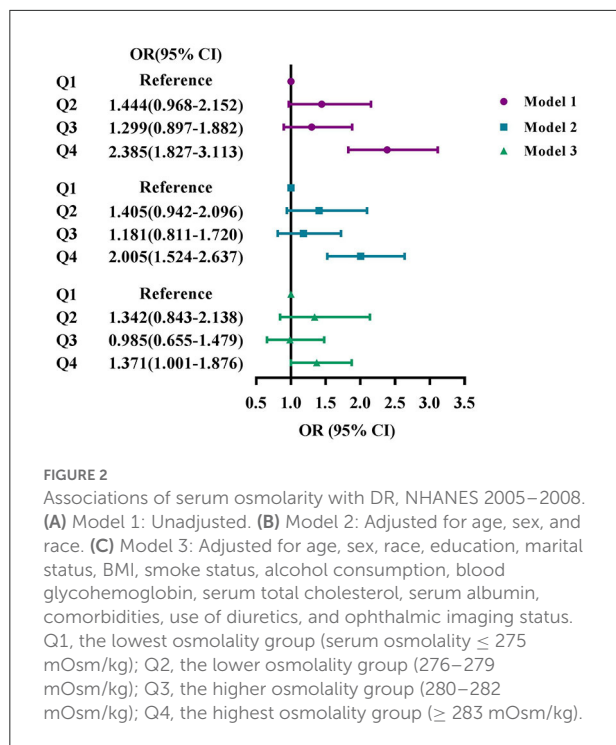 OR(95% CI)
Q1 Reference
Q2 1.444(0.968-2.152)
Q3 1.299(0.897-1.882)
Q4 2.385(1.827-3.113)
Q1 Reference
Q2 1.405(0.942-2.096)
Q3 1.181(0.811-1.720)
Q4 2.005(1.524-2.637)
Q1 Reference
Q2 1.342(0.843-2.138)
Q3 0.985(0.655-1.479)
Q4 1.371(1.001-1.876)
Model 1
Model 2
Model 3
0.5 1.0 1.5 2.0 2.5 3.0 3.5
OR (95% CI)
FIGURE 2
Associations of serum osmolarity with DR, NHANES 2005–2008.
(A) Model 1: Unadjusted. (B) Model 2: Adjusted for age, sex, and
race. (C) Model 3: Adjusted for age, sex, race, education, marital
status, BMI, smoke status, alcohol consumption, blood
glycohemoglobin, serum total cholesterol, serum albumin,
comorbidities, use of diuretics, and ophthalmic imaging status.
Q1, the lowest osmolality group (serum osmolality ≤ 275
mOsm/kg); Q2, the lower osmolality group (276–279
mOsm/kg); Q3, the higher osmolality group (280–282
mOsm/kg); Q4, the highest osmolality group (≥ 283 mOsm/kg).